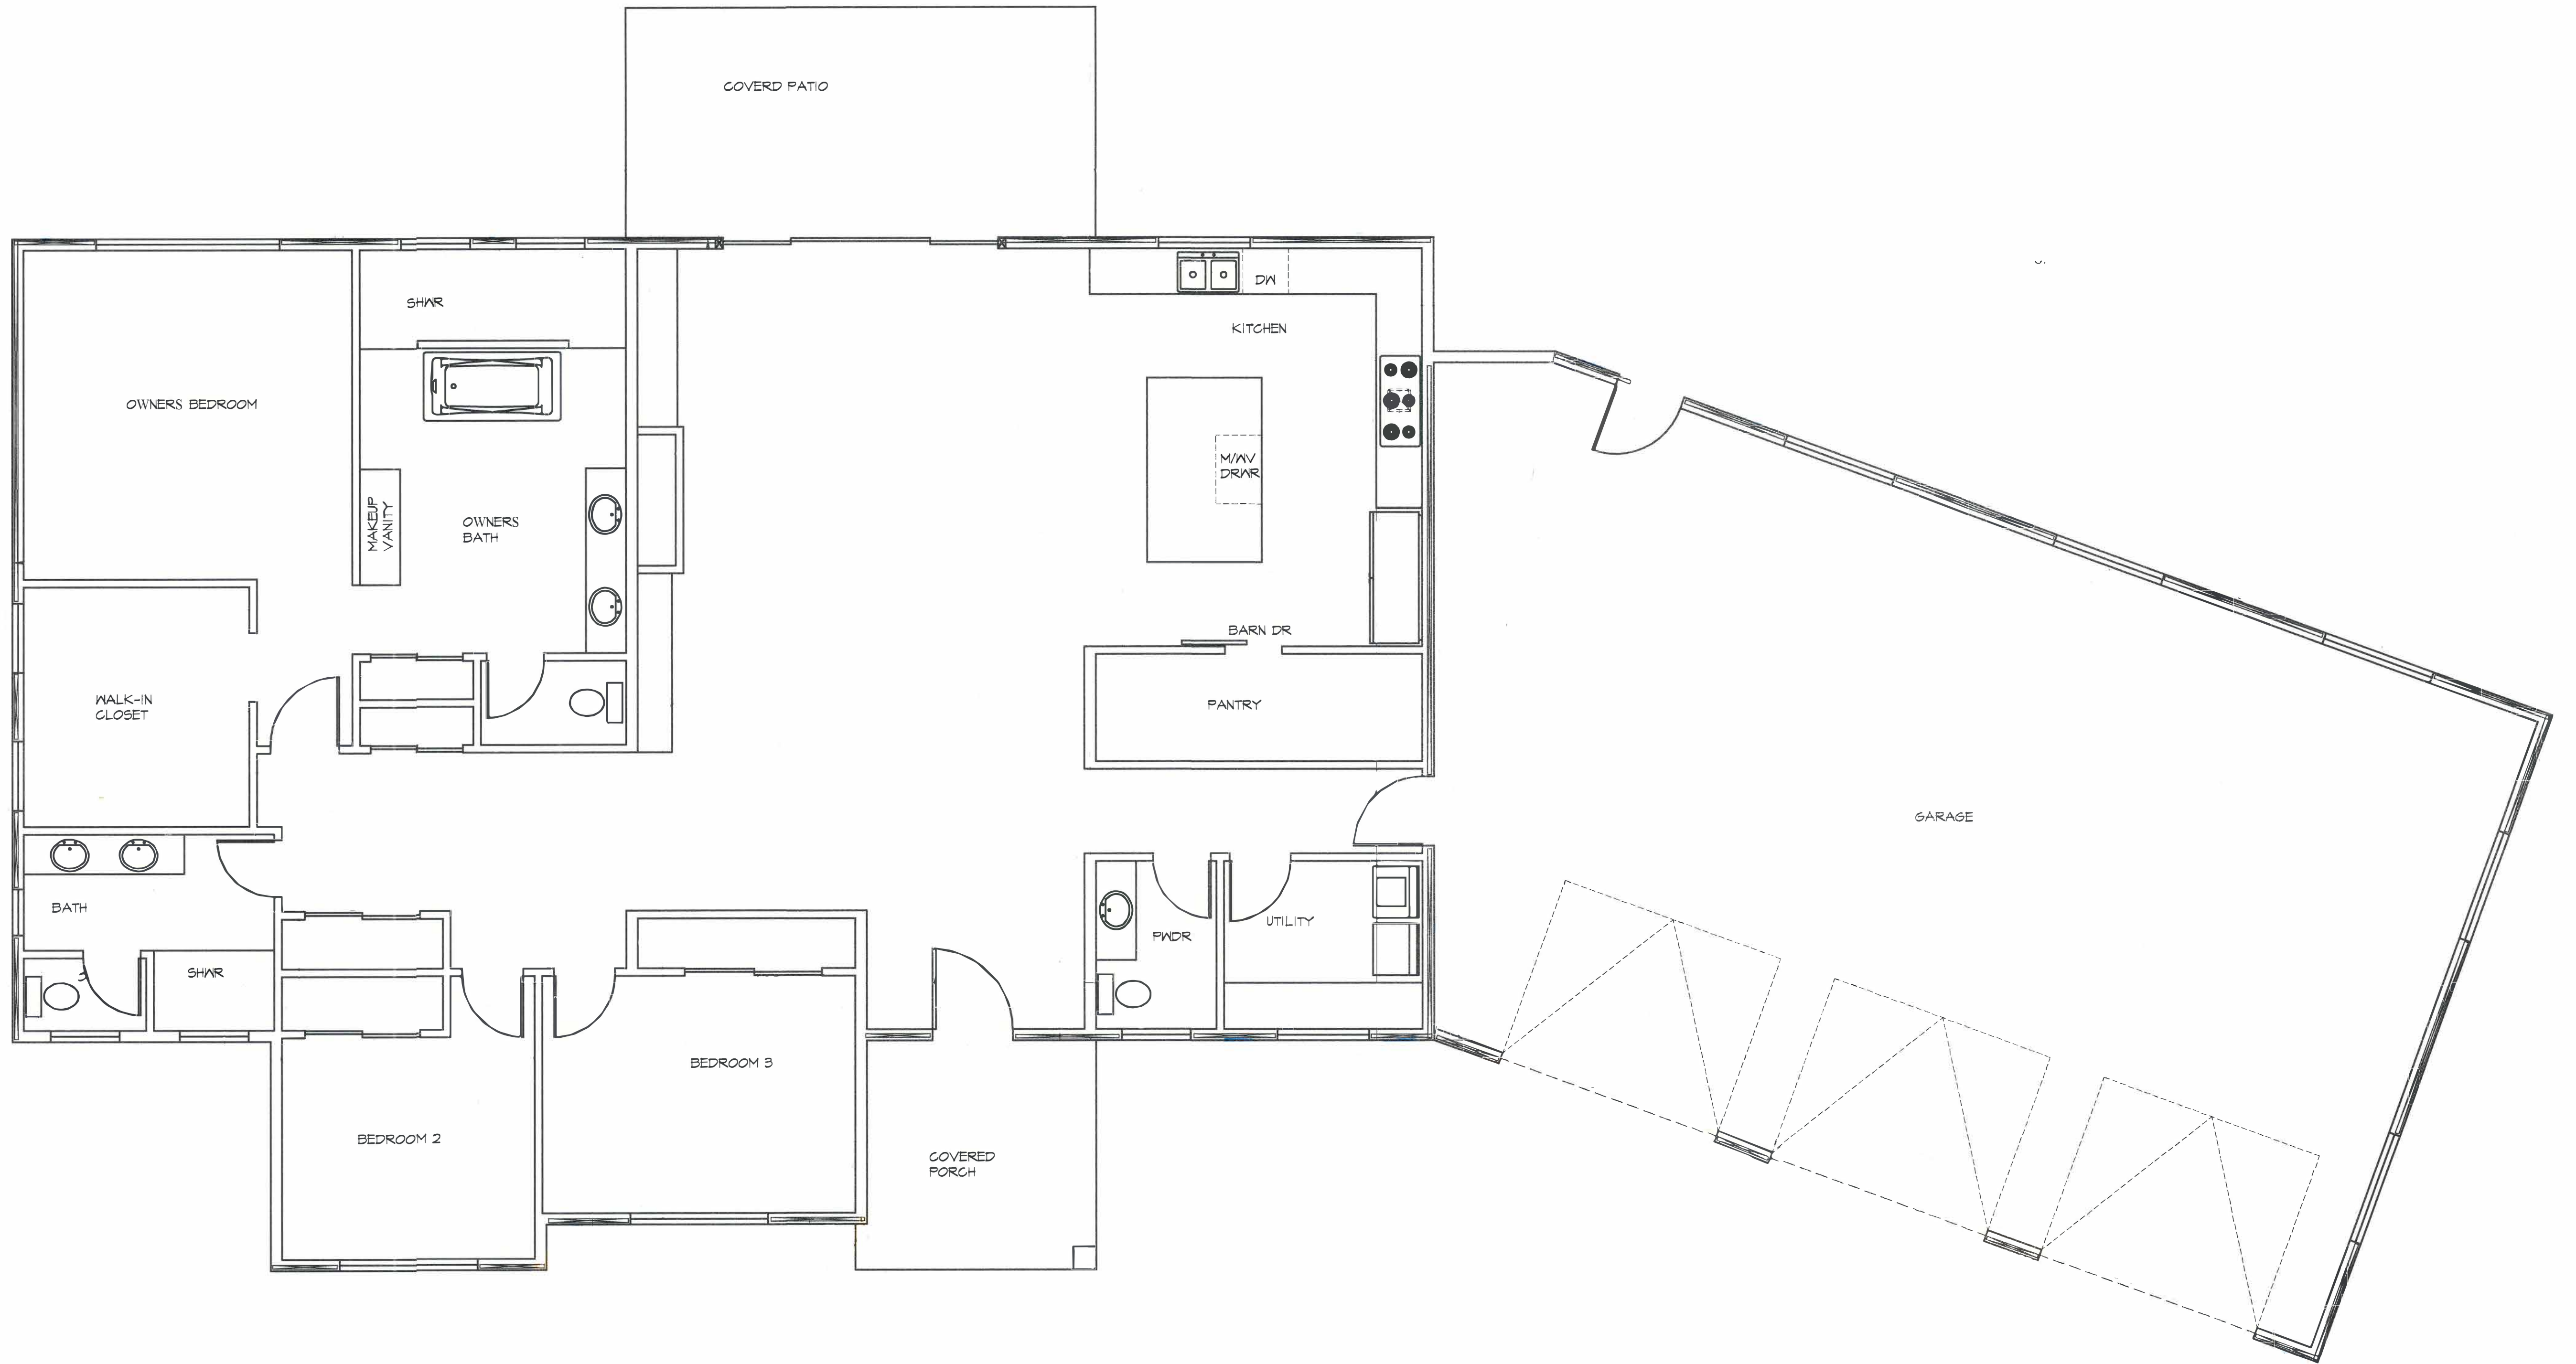 COVERD PATIO
SHWR
DW
KITCHEN
OWNERS BEDROOM
M/WV
DRWR
MAKEUP
VANITY
OWNERS
BATH
BARN DR
WALK-IN
CLOSET
PANTRY
GARAGE
BATH
UTILITY
PWDR
SHWR
BEDROOM 3
BEDROOM 2
COVERED
PORCH